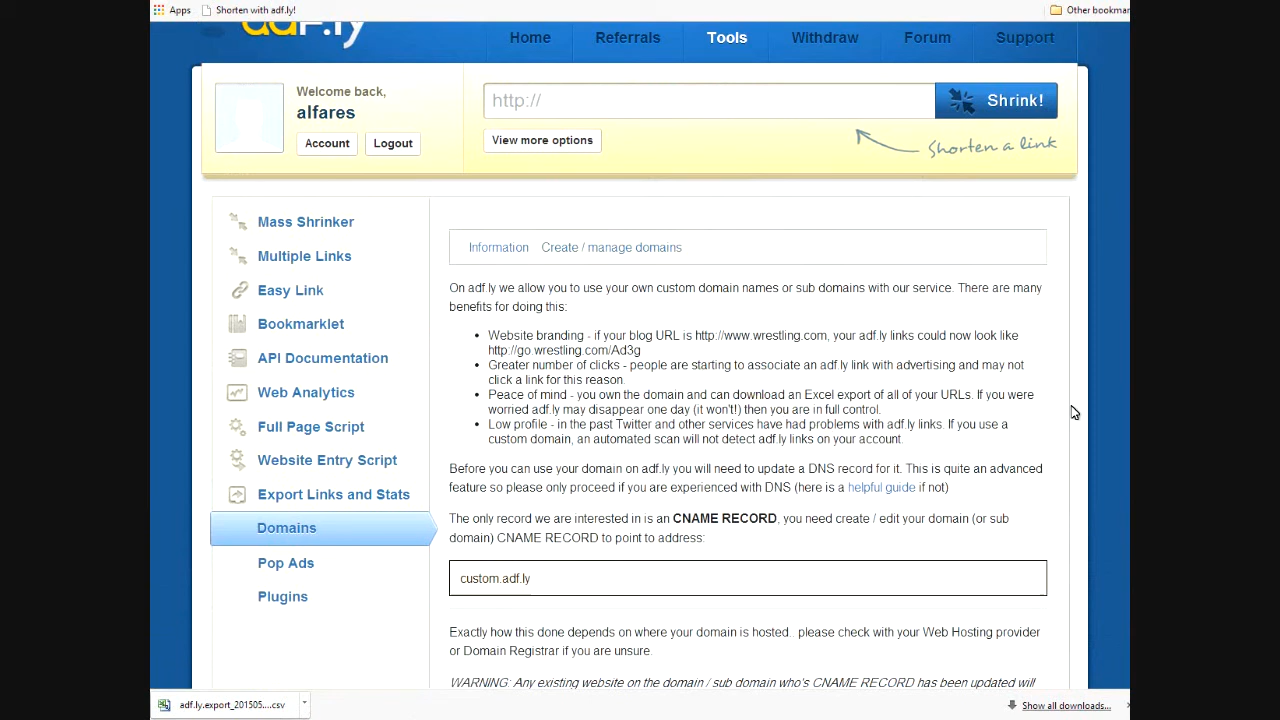 Apps Shorten with adf.ly! Other bookmar
adf.ly
Home Referrals Tools Withdraw Forum Support
Welcome back,
alfares
Account Logout
http://
Shrink!
View more options
Shorten a link
Mass Shrinker
Multiple Links
Easy Link
Bookmarklet
API Documentation
Web Analytics
Full Page Script
Website Entry Script
Export Links and Stats
Domains
Pop Ads
Plugins
Information Create / manage domains
On adf.ly we allow you to use your own custom domain names or sub domains with our service. There are many
benefits for doing this:
• Website branding - if your blog URL is http://www.wrestling.com, your adf.ly links could now look like
http://go.wrestling.com/Ad3g
• Greater number of clicks - people are starting to associate an adf.ly link with advertising and may not
click a link for this reason.
• Peace of mind - you own the domain and can download an Excel export of all of your URLs. If you were
worried adf.ly may disappear one day (it won't!) then you are in full control.
• Low profile - in the past Twitter and other services have had problems with adf.ly links. If you use a
custom domain, an automated scan will not detect adf.ly links on your account.
Before you can use your domain on adf.ly you will need to update a DNS record for it. This is quite an advanced
feature so please only proceed if you are experienced with DNS (here is a helpful guide if not)
The only record we are interested in is an CNAME RECORD, you need create / edit your domain (or sub
domain) CNAME RECORD to point to address:
custom.adf.ly
Exactly how this done depends on where your domain is hosted.. please check with your Web Hosting provider
or Domain Registrar if you are unsure.
WARNING: Any existing website on the domain / sub domain who's CNAME RECORD has been updated will
adf.ly.export_201505....csv Show all downloads...